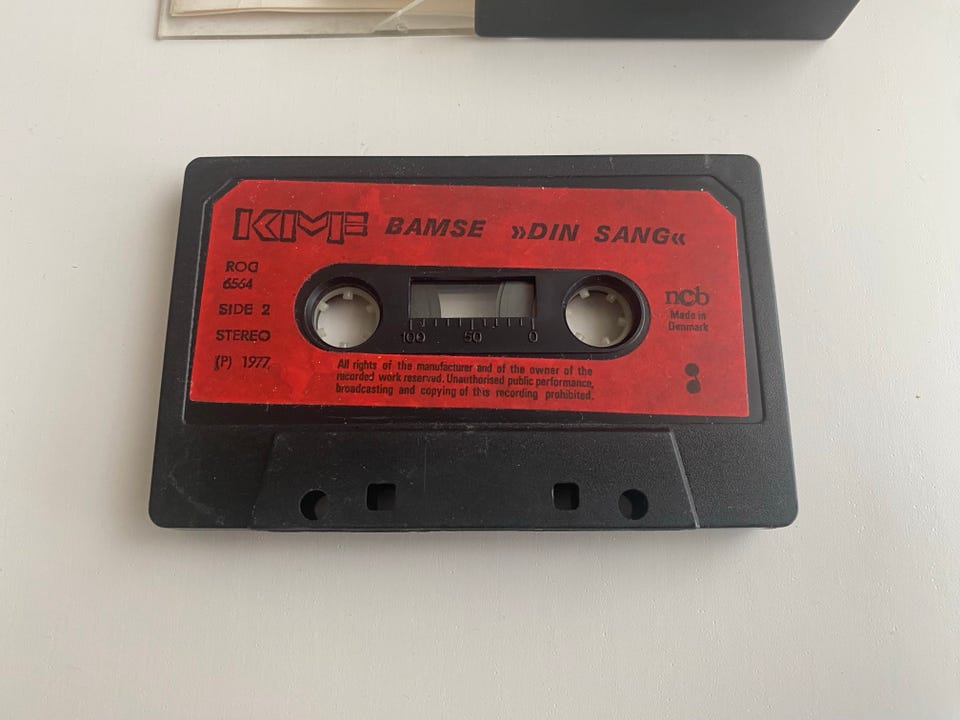 KMF BAMSE »DIN SANG«
ROG
6564
SIDE 2
STEREO
(P) 1977
100 50 0
ncb
Made in
Denmark
All rights of the manufacturer and of the owner of the
recorded work reserved. Unauthorised public performance,
broadcasting and copying of this recording prohibited.